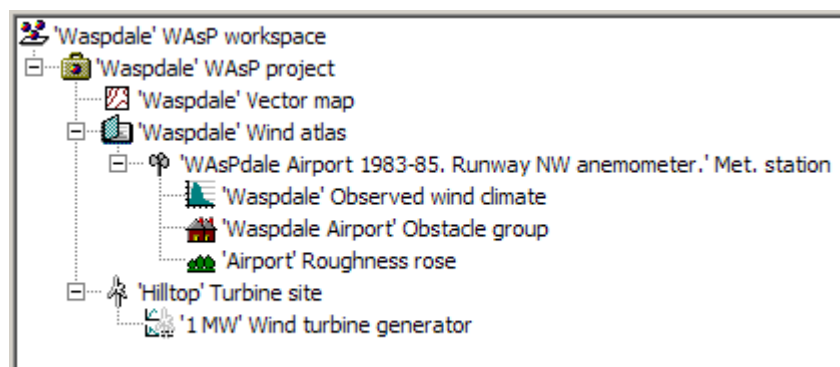 'Waspdale' WAsP workspace
'Waspdale' WAsP project
'Waspdale' Vector map
'Waspdale' Wind atlas
'WAsPdale Airport 1983-85. Runway NW anemometer.' Met. station
'Waspdale' Observed wind climate
'Waspdale Airport' Obstacle group
'Airport' Roughness rose
'Hilltop' Turbine site
'1 MW' Wind turbine generator